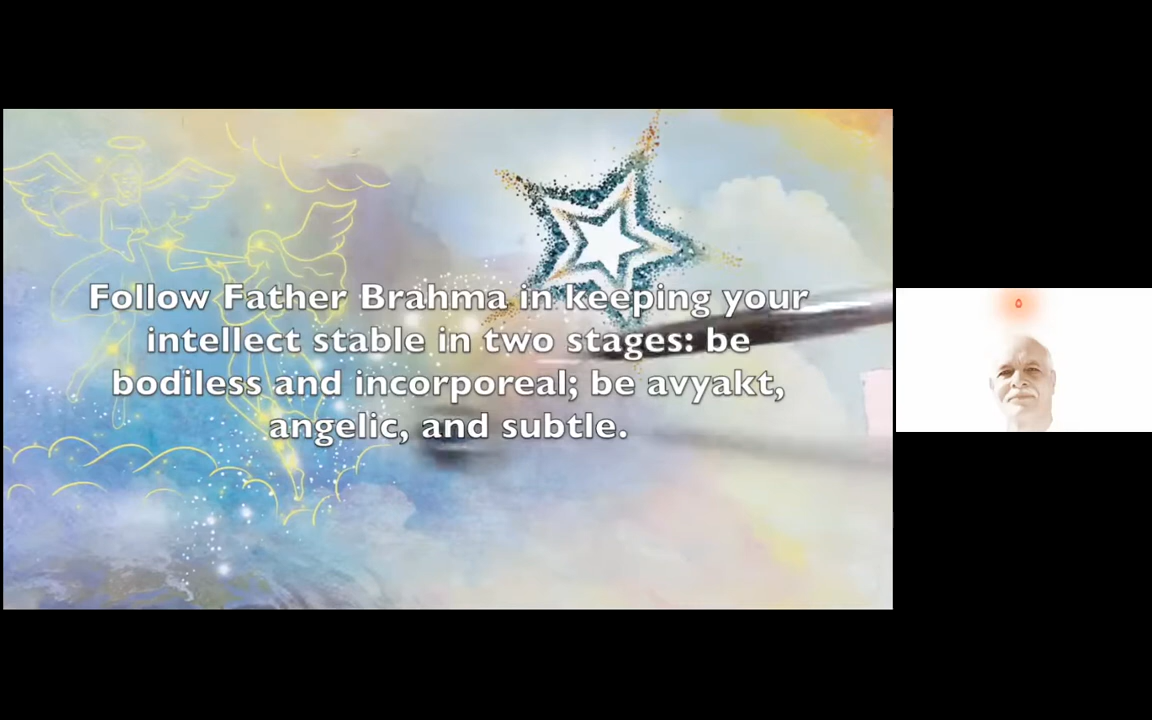 Follow Father Brahma in keeping your
intellect stable in two stages: be
bodiless and incorporeal; be avyakt,
angelic, and subtle.